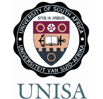 UNIVERSITY OF SOUTH AFRICA
UNIVERSITEIT VAN SUID-AFRIKA
UNISA